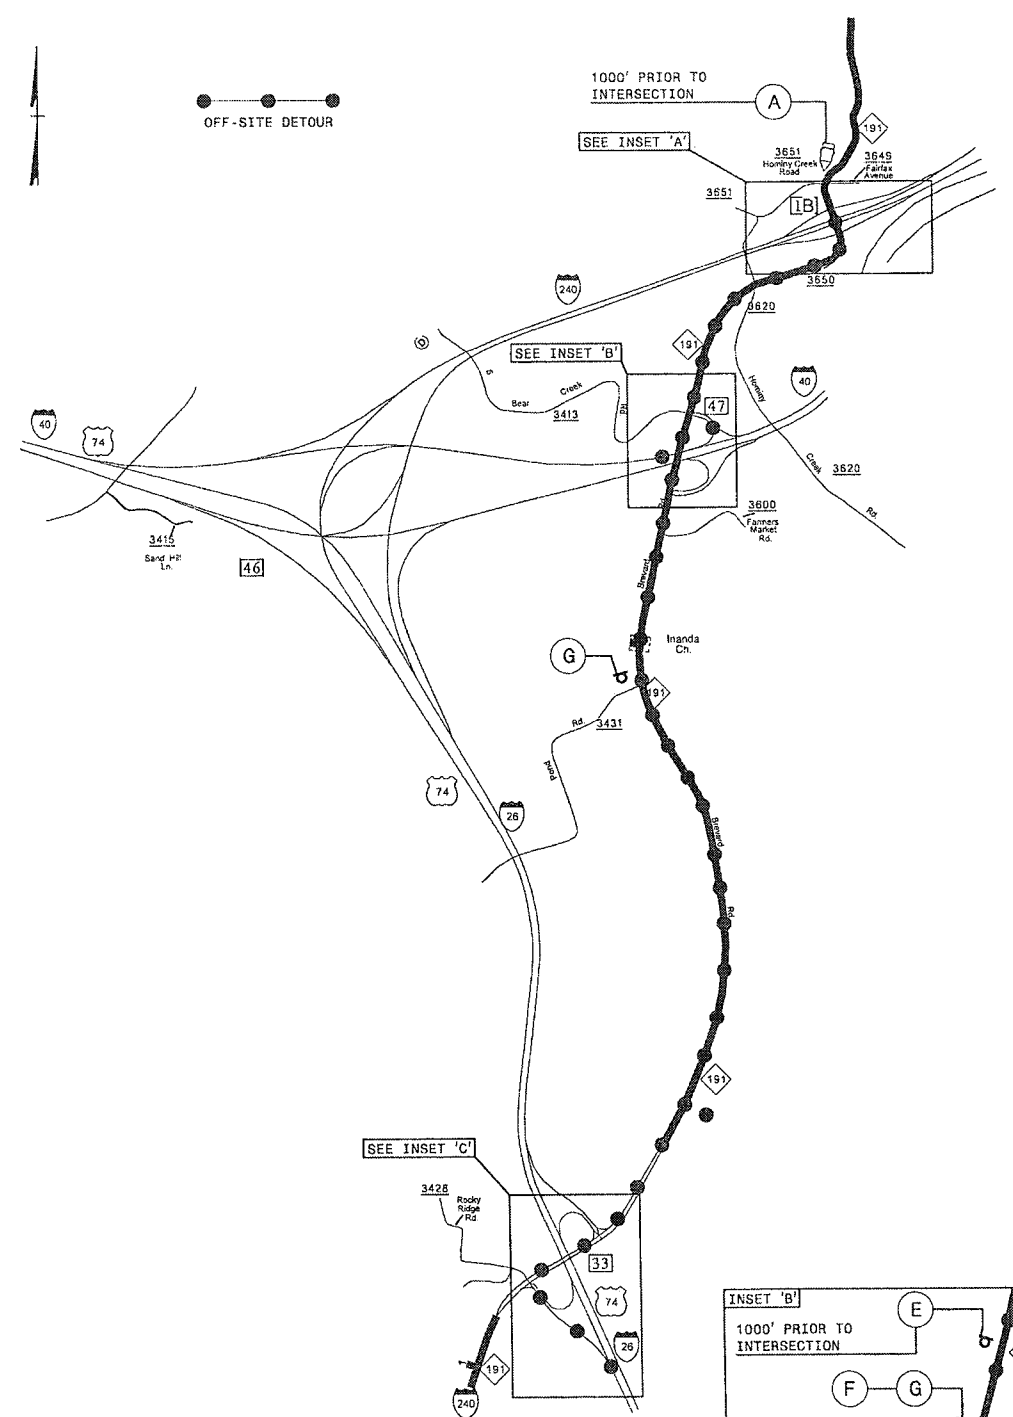 1000' PRIOR TO
INTERSECTION
A
OFF-SITE DETOUR
191
SEE INSET 'A'
3651
Hominy Creek
Road
3649
Fairfax
Avenue
3651
1B
3650
240
3620
191
SEE INSET 'B'
40
S
Bear
Creek
Rd
3413
47
Hominy
Creek
Rd.
3620
40
74
3415
Sand Hill
Ln.
46
3600
Farmers
Market
Rd.
Brevard
Inanda
Ch.
G
191
Rd.
3431
Pond
74
26
Brevard
Rd
191
SEE INSET 'C'
3428
Rocky
Ridge
Rd.
33
74
26
191
240
INSET 'B'
E
1000' PRIOR TO
INTERSECTION
F
G